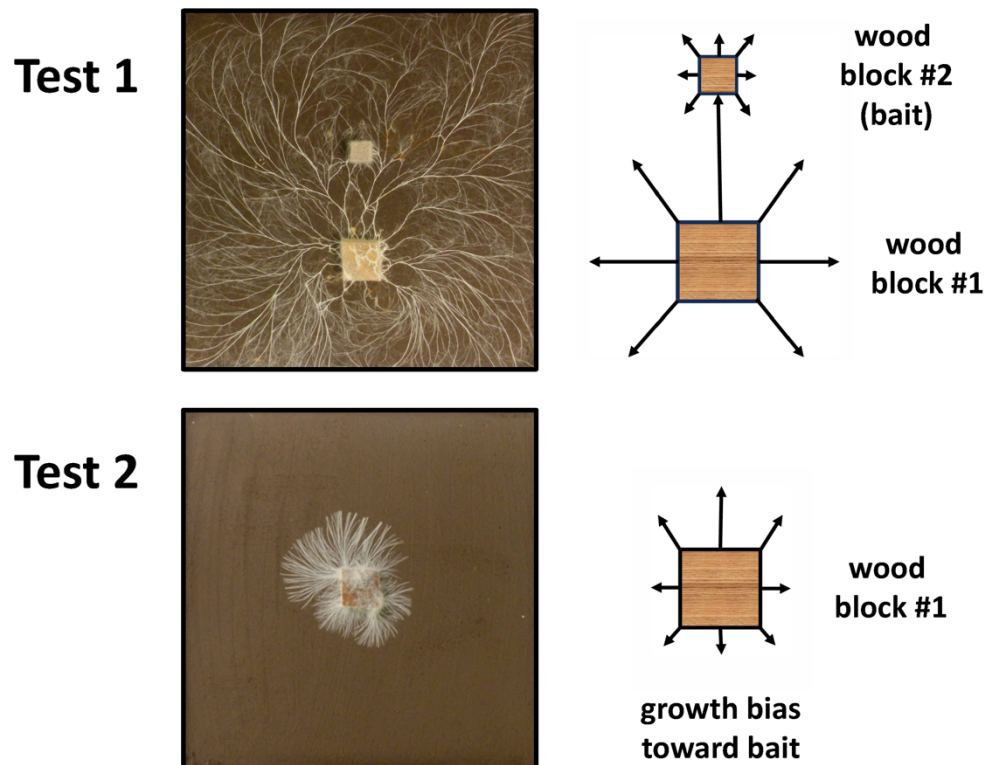 Test 1
wood
block #2
(bait)
wood
block #1
Test 2
wood
block #1
growth bias
toward bait